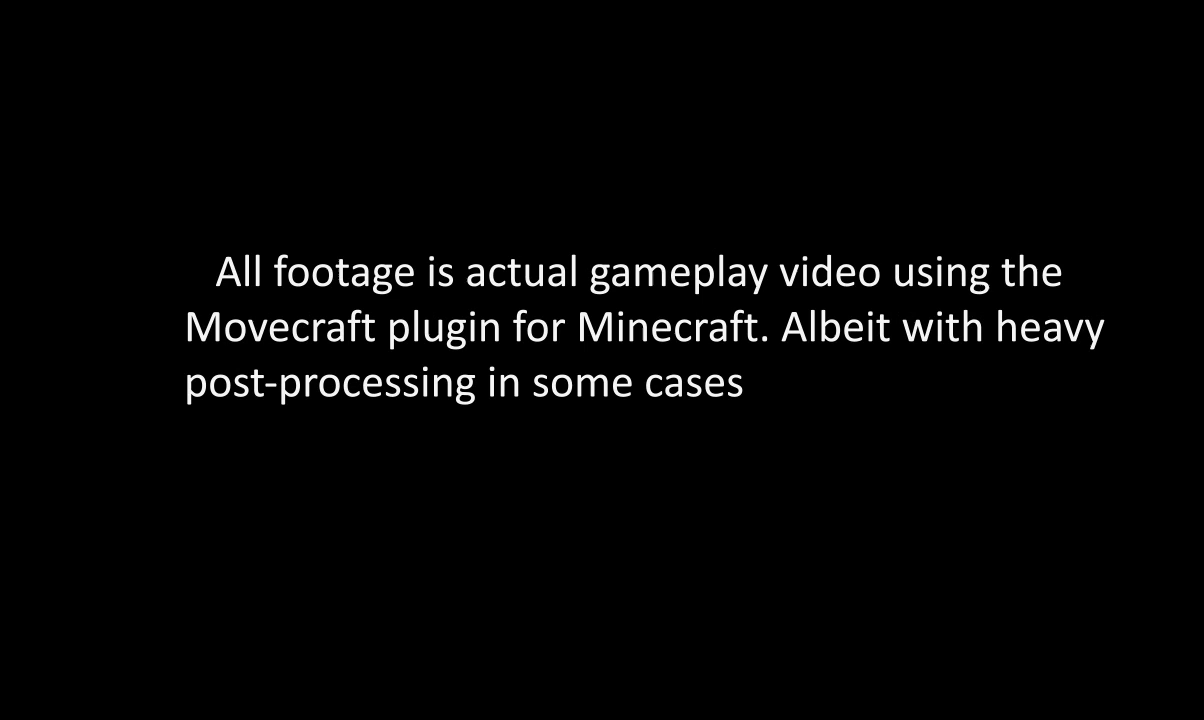 All footage is actual gameplay video using the
Movecraft plugin for Minecraft. Albeit with heavy
post-processing in some cases